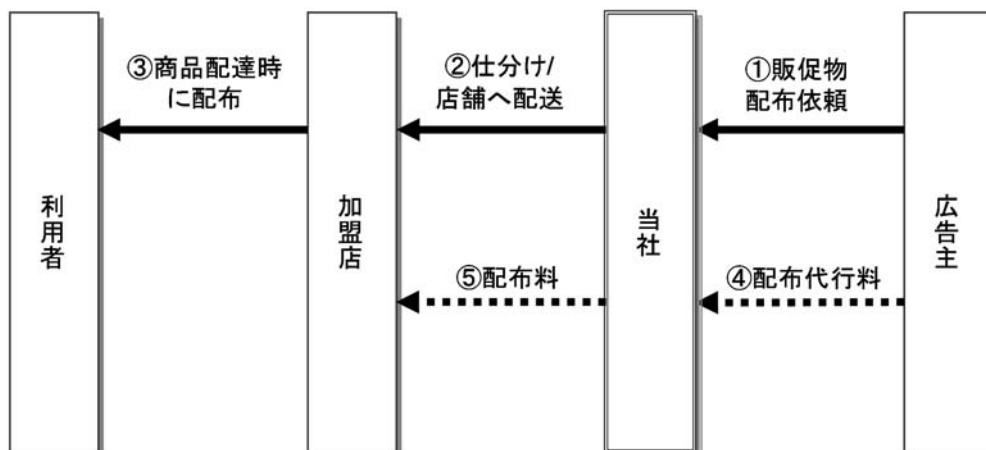 ③商品配達時
に配布
②仕分け/
店舗へ配送
①販促物
配布依頼
利用者
加盟店
当社
広告主
⑤配布料
④配布代行料